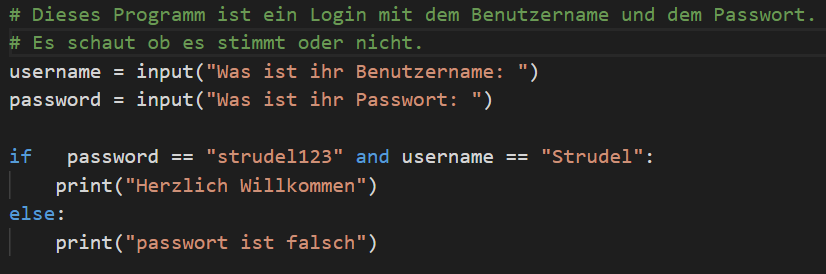 # Dieses Programm ist ein Login mit dem Benutzername und dem Passwort.
# Es schaut ob es stimmt oder nicht.
username = input("Was ist ihr Benutzername: ")
password = input("Was ist ihr Passwort: ")

if   password == "strudel123" and username == "Strudel":
    print("Herzlich Willkommen")
else:
    print("passwort ist falsch")